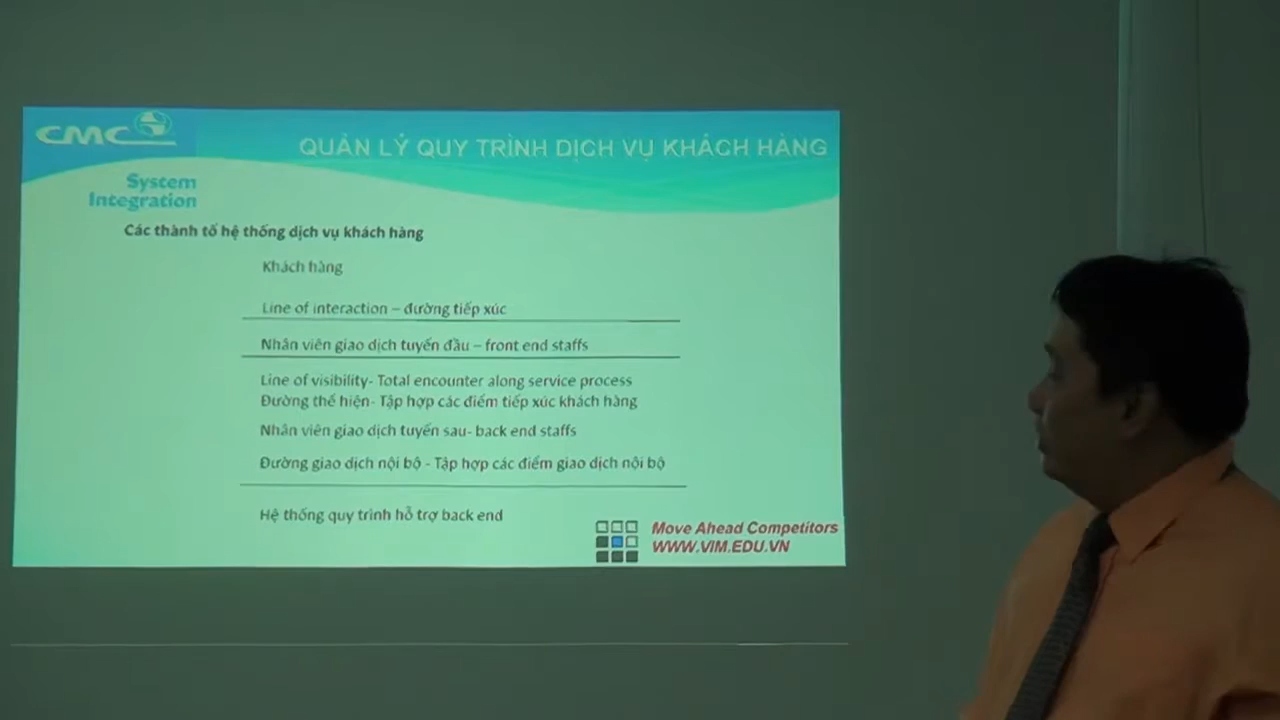 CMC
QUẢN LÝ QUY TRÌNH DỊCH VỤ KHÁCH HÀNG
System
Integration
Các thành tố hệ thống dịch vụ khách hàng
Khách hàng
Line of interaction – đường tiếp xúc
Nhân viên giao dịch tuyến đầu – front end staffs
Line of visibility- Total encounter along service process
Đường thể hiện- Tập hợp các điểm tiếp xúc khách hàng
Nhân viên giao dịch tuyến sau- back end staffs
Đường giao dịch nội bộ - Tập hợp các điểm giao dịch nội bộ
Hệ thống quy trình hỗ trợ back end
Move Ahead Competitors
WWW.VIM.EDU.VN